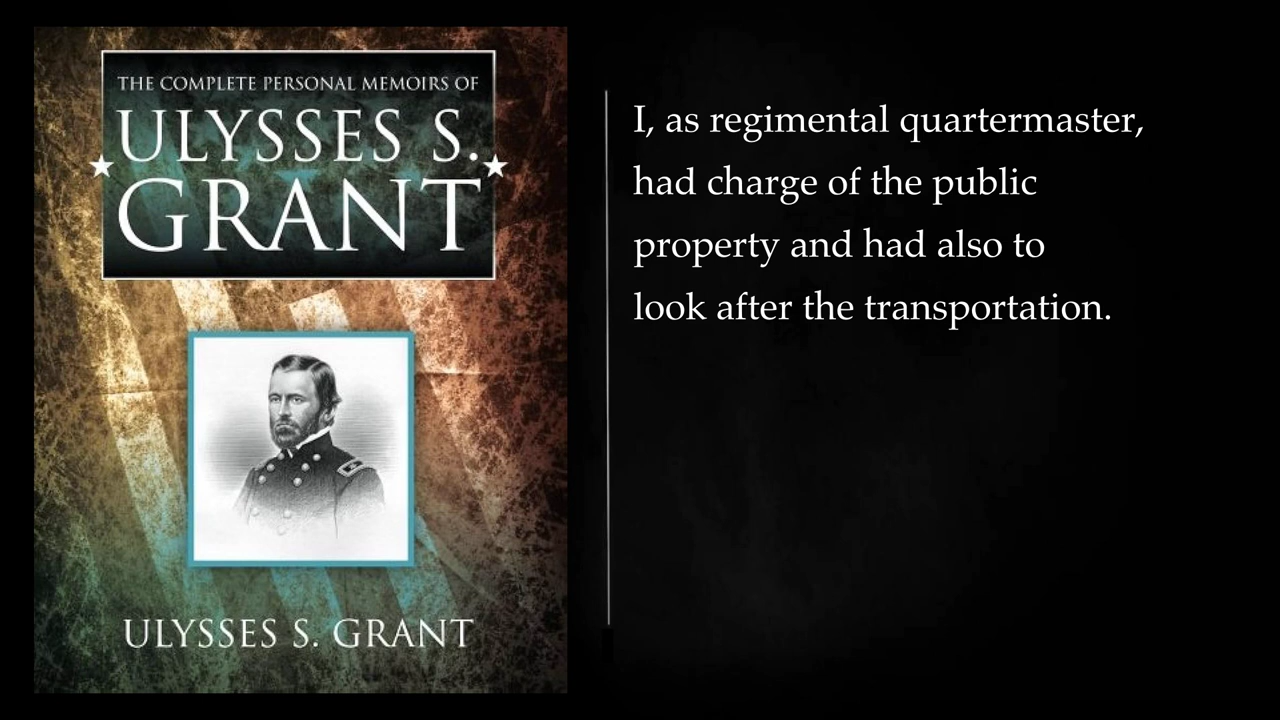 THE COMPLETE PERSONAL MEMOIRS OF
ULYSSES S.
GRANT
ULYSSES S. GRANT
I, as regimental quartermaster,
had charge of the public
property and had also to
look after the transportation.